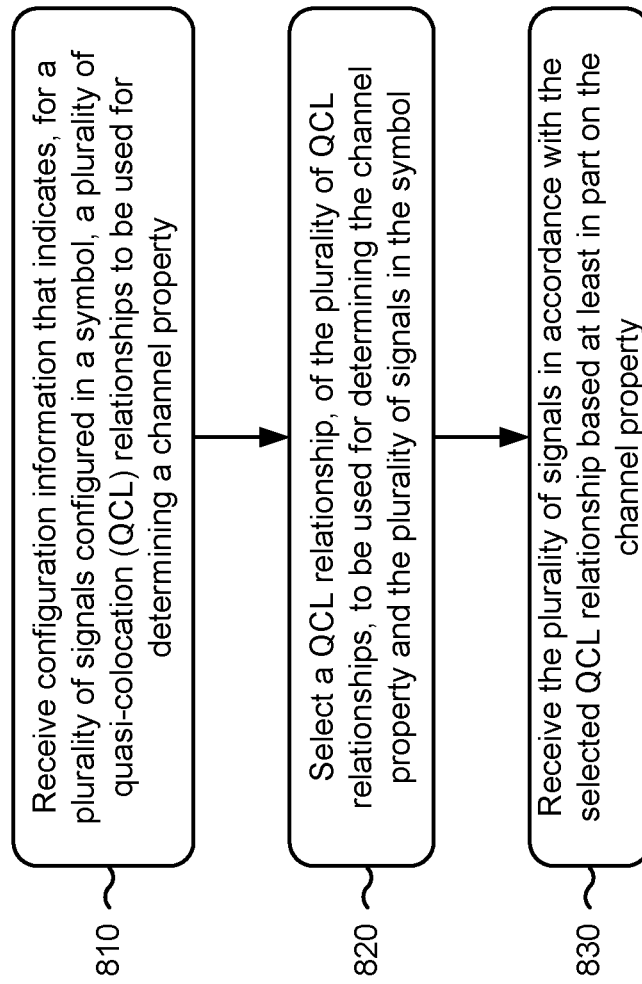 810
Receive configuration information that indicates, for a
plurality of signals configured in a symbol, a plurality of
quasi-colocation (QCL) relationships to be used for
determining a channel property
820
Select a QCL relationship, of the plurality of QCL
relationships, to be used for determining the channel
property and the plurality of signals in the symbol
830
Receive the plurality of signals in accordance with the
selected QCL relationship based at least in part on the
channel property